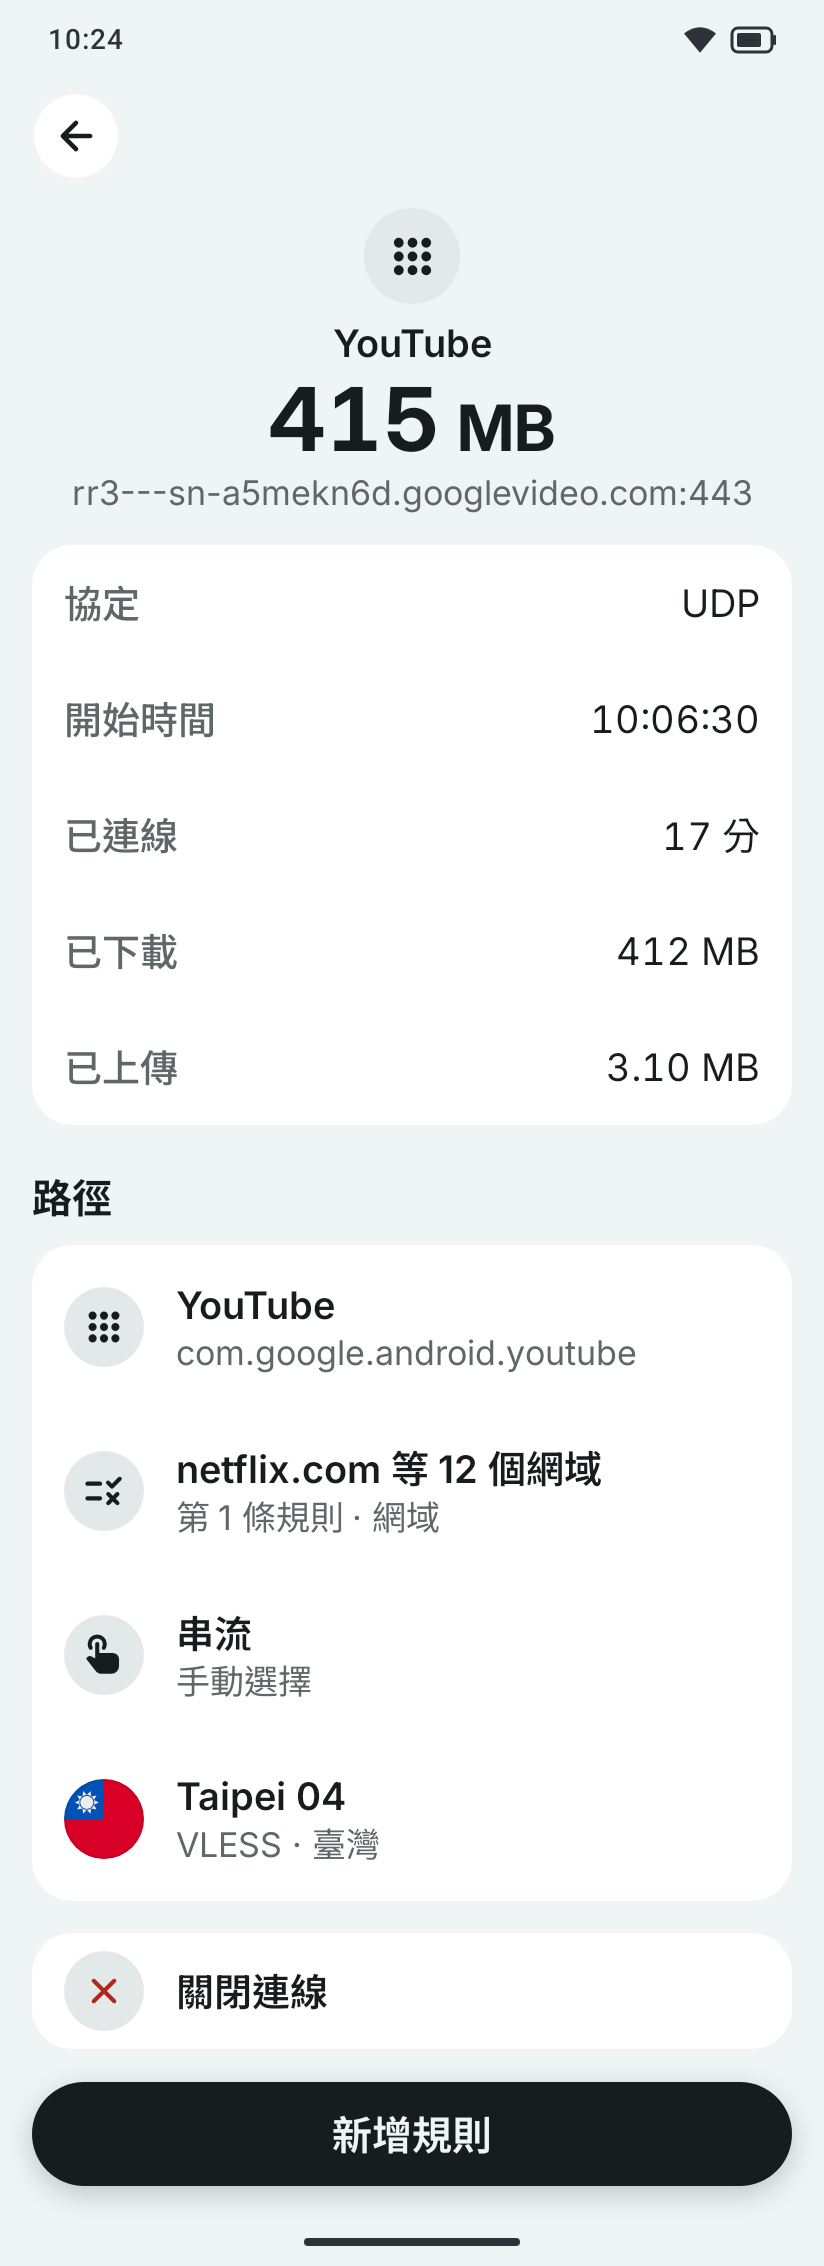 10:24
YouTube
415 MB
rr3---sn-a5mekn6d.googlevideo.com:443
協定
UDP
開始時間
10:06:30
已連線
17 分
已下載
412 MB
已上傳
3.10 MB
路徑
YouTube
com.google.android.youtube
netflix.com 等 12 個網域
第 1 條規則 · 網域
串流
手動選擇
Taipei 04
VLESS · 臺灣
關閉連線
新增規則